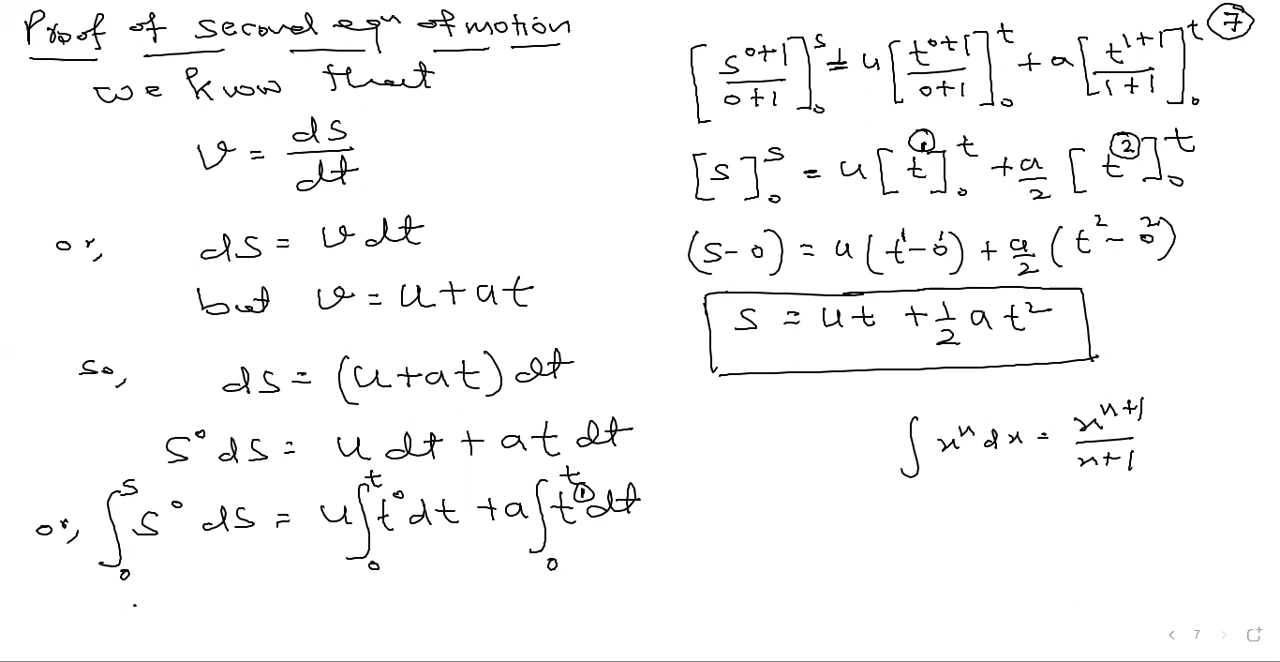 Proof of second eqn of motion
we know that
v = ds/dt
or, ds = v dt
but v = u + at
so, ds = (u + at) dt
s⁰ ds = u dt + at dt
or, ∫₀ˢ s⁰ ds = u ∫₀ᵗ t⁰ dt + a ∫₀ᵗ t¹ dt
7
[s⁰⁺¹/(0+1)]₀ˢ = u [t⁰⁺¹/(0+1)]₀ᵗ + a [t¹⁺¹/(1+1)]₀ᵗ
[s]₀ˢ = u [t¹]₀ᵗ + a/2 [t²]₀ᵗ
(s - 0) = u (t¹ - 0¹) + a/2 (t² - 0²)
s = ut + 1/2 at²
∫ xⁿ dx = xⁿ⁺¹/(n+1)
< 7 >